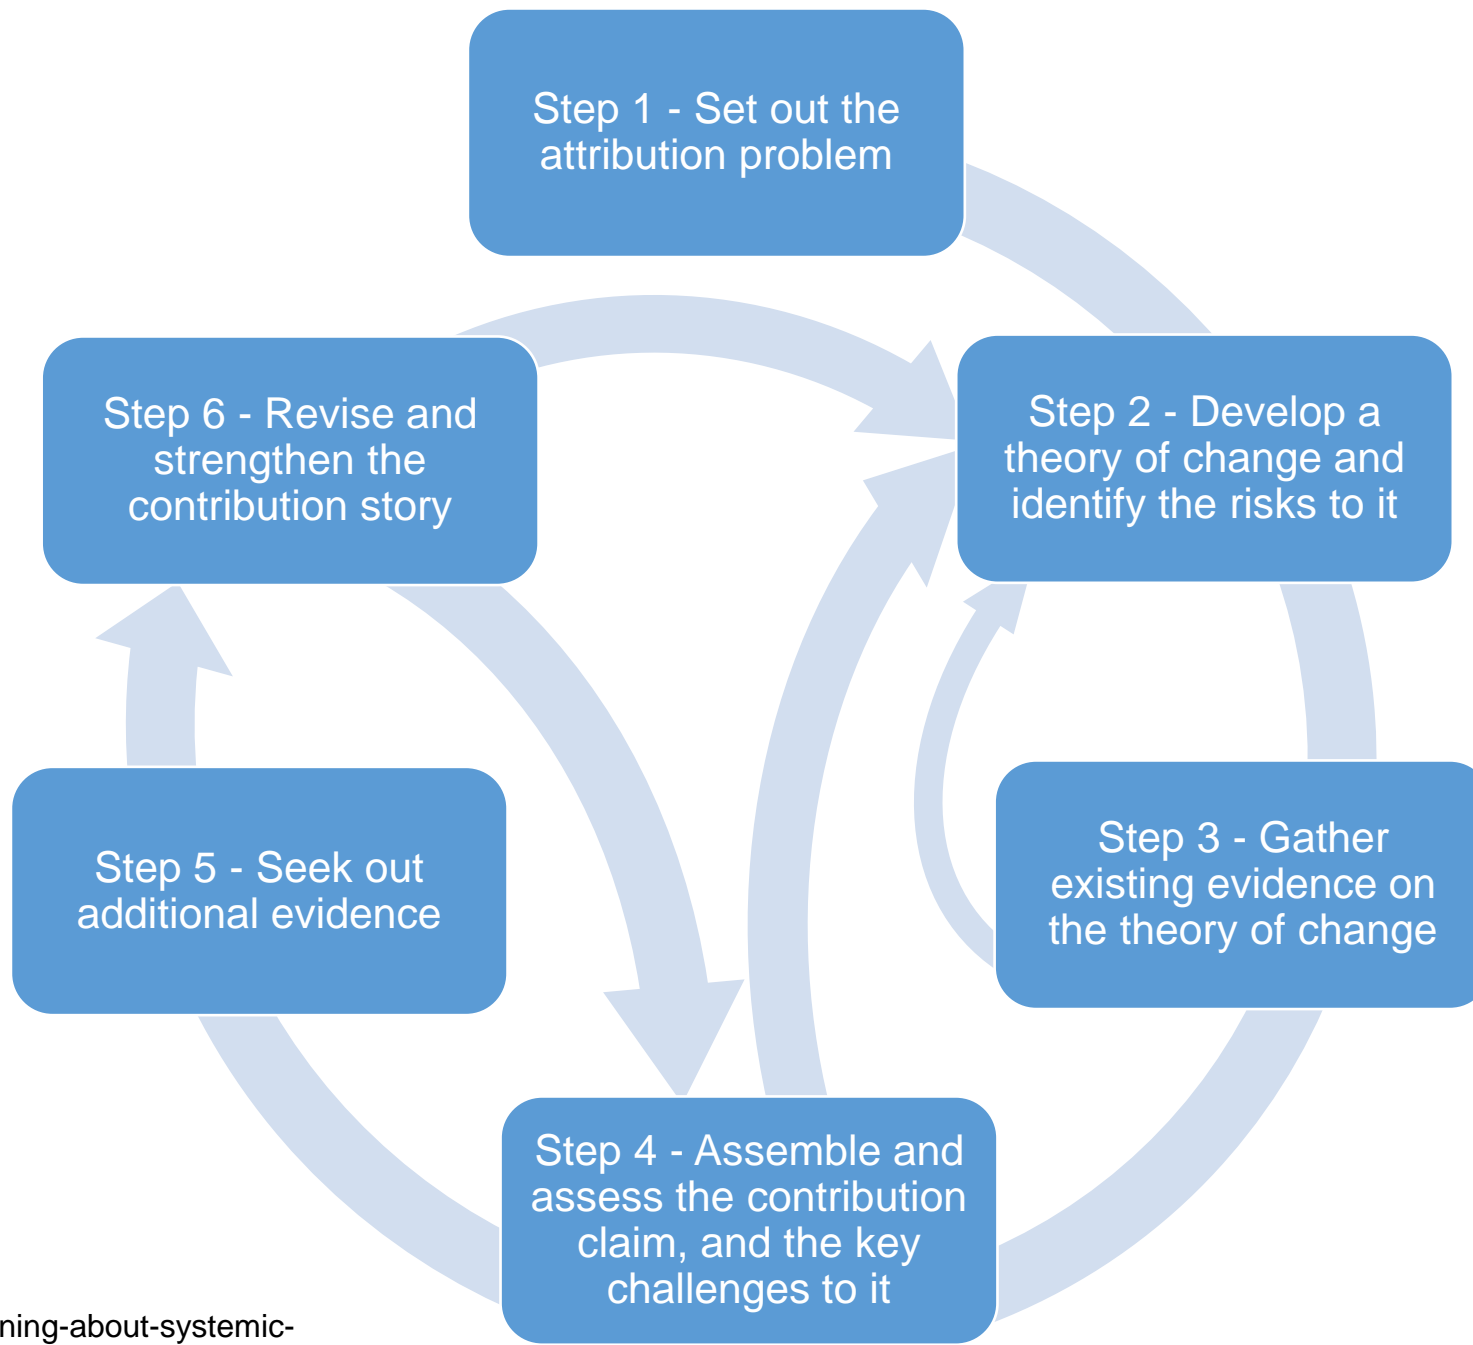 Step 1 - Set out the
attribution problem
Step 2 - Develop a
theory of change and
identify the risks to it
Step 3 - Gather
existing evidence on
the theory of change
Step 4 - Assemble and
assess the contribution
claim, and the key
challenges to it
Step 5 - Seek out
additional evidence
Step 6 - Revise and
strengthen the
contribution story
ning-about-systemic-